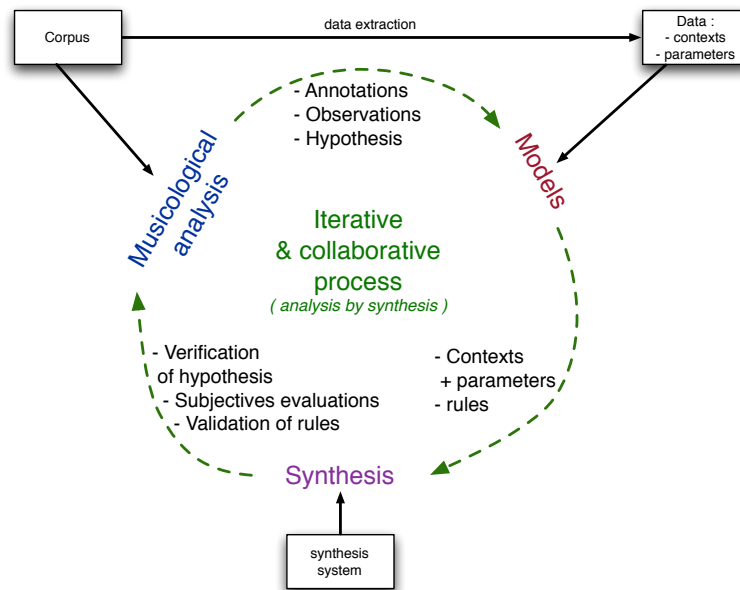 Corpus
data extraction
Data :
- contexts
- parameters
- Annotations
- Observations
- Hypothesis
Musicological
analysis
Models
Iterative
& collaborative
process
( analysis by synthesis )
- Verification
of hypothesis
- Subjectives evaluations
- Validation of rules
- Contexts
+ parameters
- rules
Synthesis
synthesis
system